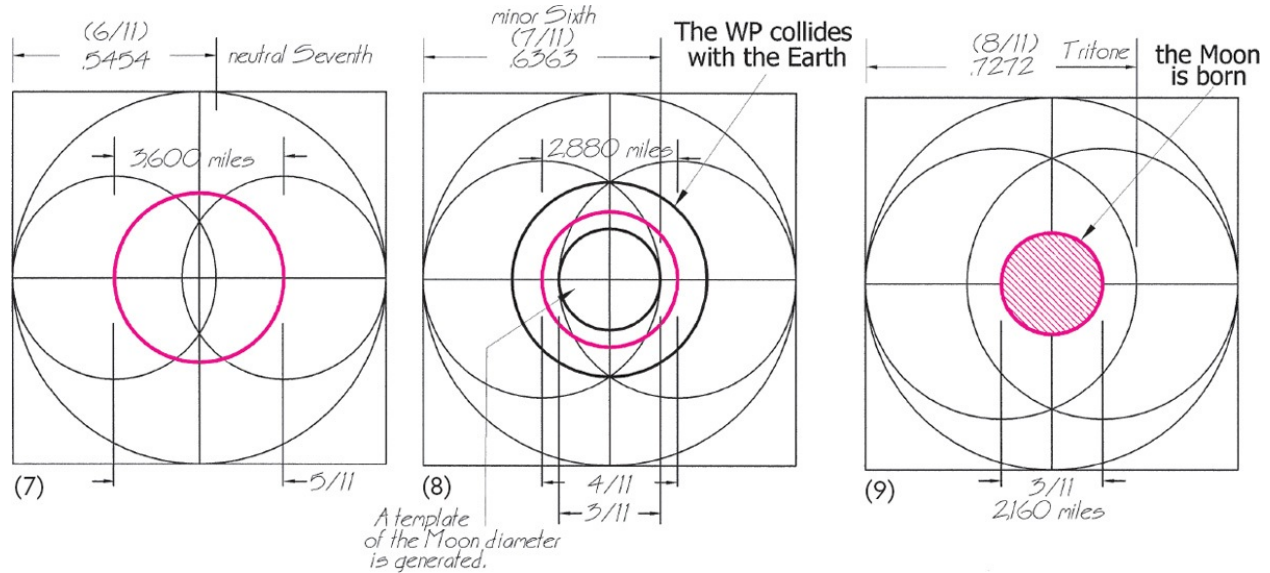 (6/11)
.5454
neutral Seventh
3,600 miles
5/11
(7)
minor Sixth
(7/11)
.6363
The WP collides
with the Earth
2,880 miles
4/11
3/11
(8)
A template
of the Moon diameter
is generated.
(8/11)
.7272
Tritone
the Moon
is born
3/11
2,160 miles
(9)